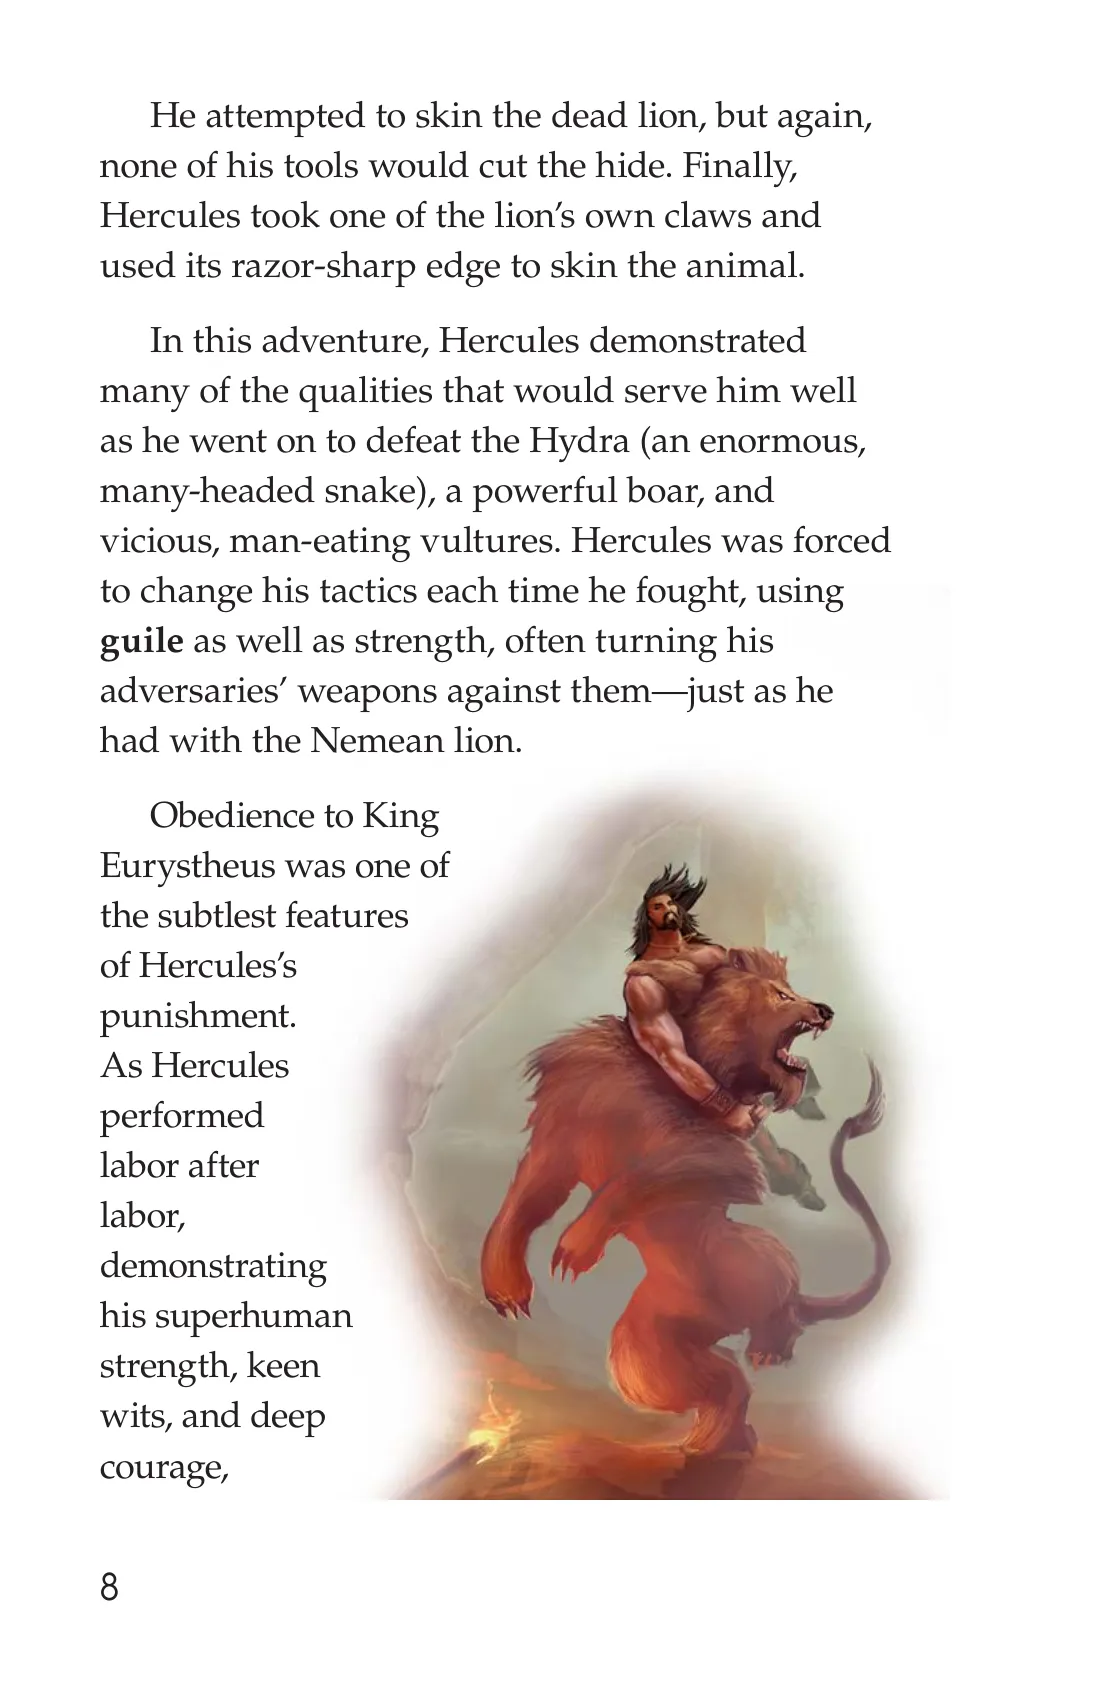 He attempted to skin the dead lion, but again,
none of his tools would cut the hide. Finally,
Hercules took one of the lion’s own claws and
used its razor-sharp edge to skin the animal.
In this adventure, Hercules demonstrated
many of the qualities that would serve him well
as he went on to defeat the Hydra (an enormous,
many-headed snake), a powerful boar, and
vicious, man-eating vultures. Hercules was forced
to change his tactics each time he fought, using
guile as well as strength, often turning his
adversaries’ weapons against them—just as he
had with the Nemean lion.
Obedience to King
Eurystheus was one of
the subtlest features
of Hercules’s
punishment.
As Hercules
performed
labor after
labor,
demonstrating
his superhuman
strength, keen
wits, and deep
courage,
8